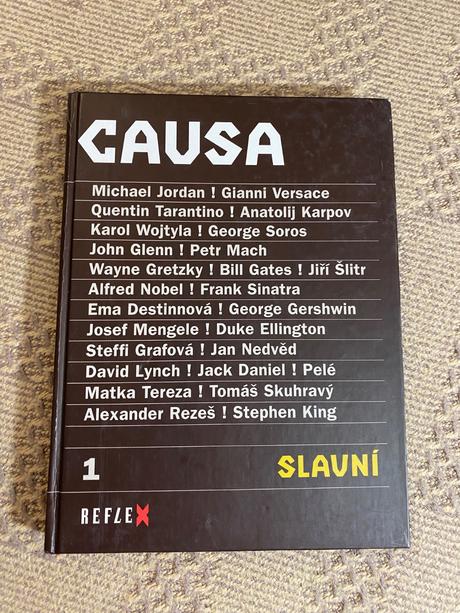 CAUSA
Michael Jordan ! Gianni Versace
Quentin Tarantino ! Anatolij Karpov
Karol Wojtyla ! George Soros
John Glenn ! Petr Mach
Wayne Gretzky ! Bill Gates ! Jiří Šlitr
Alfred Nobel ! Frank Sinatra
Ema Destinnová ! George Gershwin
Josef Mengele ! Duke Ellington
Steffi Grafová ! Jan Nedvěd
David Lynch ! Jack Daniel ! Pelé
Matka Tereza ! Tomáš Skuhravý
Alexander Rezeš ! Stephen King
1 SLAVNÍ
REFLEX